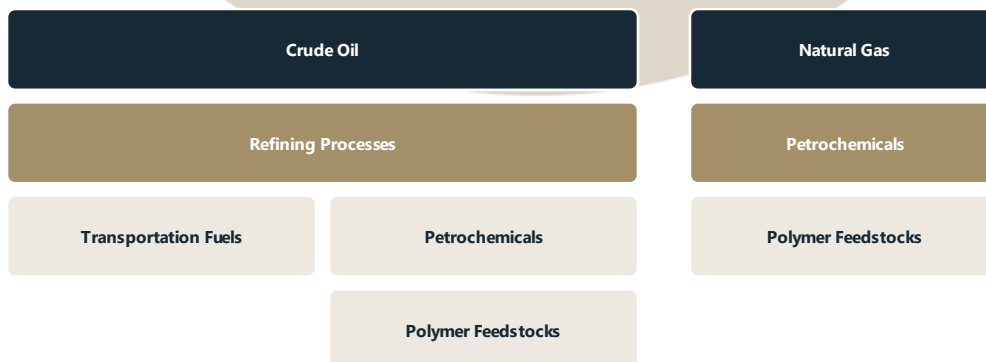 Crude Oil
Natural Gas
Refining Processes
Petrochemicals
Transportation Fuels
Petrochemicals
Polymer Feedstocks
Polymer Feedstocks